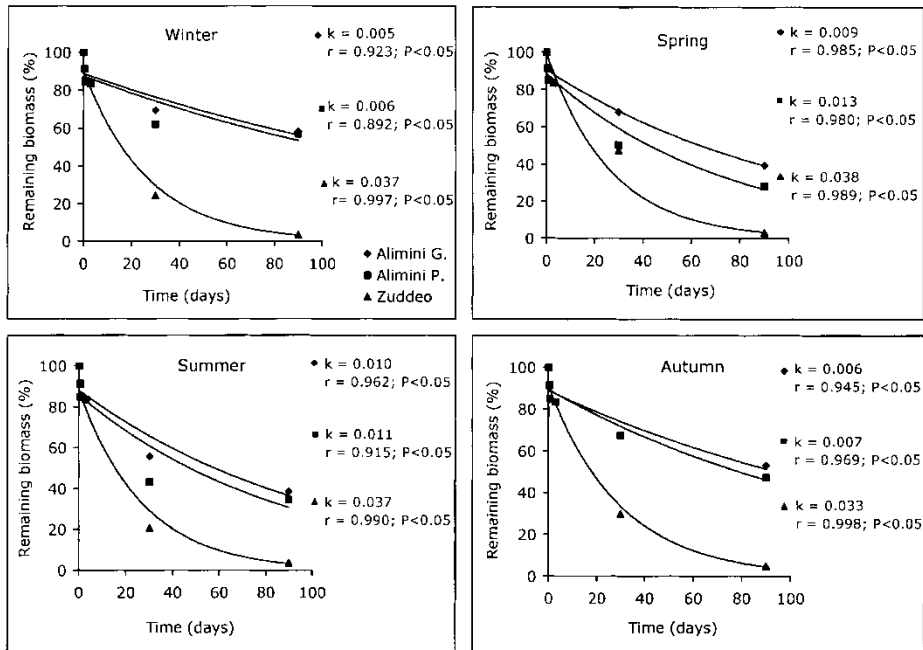 Winter
Remaining biomass (%)
100
80
60
40
20
0
0 20 40 60 80 100
Time (days)
k = 0.005
r = 0.923; P<0.05
k = 0.006
r = 0.892; P<0.05
k = 0.037
r = 0.997; P<0.05
Alimini G.
Alimini P.
Zuddeo
Spring
Remaining biomass (%)
100
80
60
40
20
0
0 20 40 60 80 100
Time (days)
k = 0.009
r = 0.985; P<0.05
k = 0.013
r = 0.980; P<0.05
k = 0.038
r = 0.989; P<0.05
Summer
Remaining biomass (%)
100
80
60
40
20
0
0 20 40 60 80 100
Time (days)
k = 0.010
r = 0.962; P<0.05
k = 0.011
r = 0.915; P<0.05
k = 0.037
r = 0.990; P<0.05
Autumn
Remaining biomass (%)
100
80
60
40
20
0
0 20 40 60 80 100
Time (days)
k = 0.006
r = 0.945; P<0.05
k = 0.007
r = 0.969; P<0.05
k = 0.033
r = 0.998; P<0.05